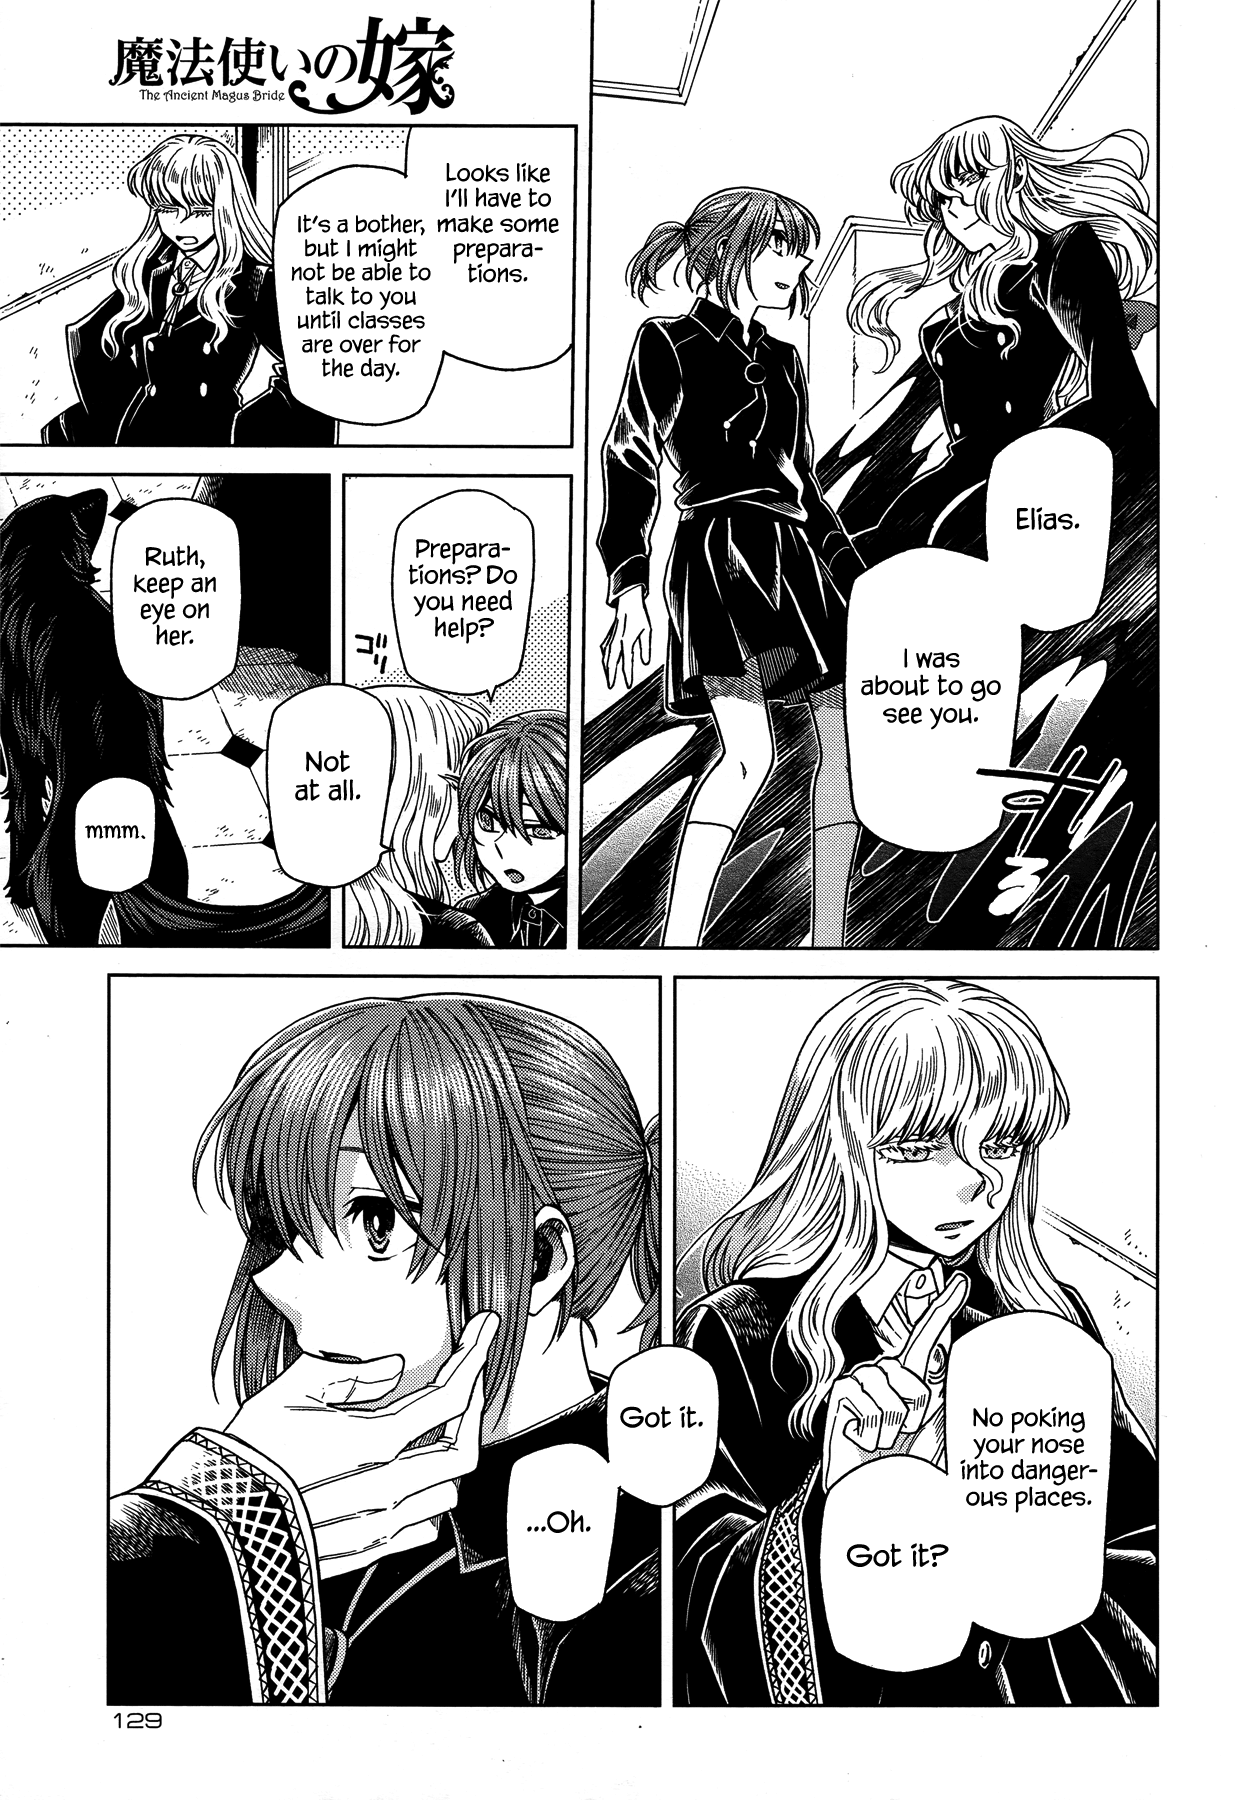 魔法使いの嫁
The Ancient Magus Bride
Elias.
I was
about to go
see you.
ズォ
Looks like
I'll have to
make some
prepara-
tions.
It's a bother,
but I might
not be able to
talk to you
until classes
are over for
the day.
Prepara-
tions? Do
you need
help?
Not
at all.
Ruth,
keep an
eye on
her.
mmm.
No poking
your nose
into danger-
ous places.
Got it?
Got it.
...Oh.
129